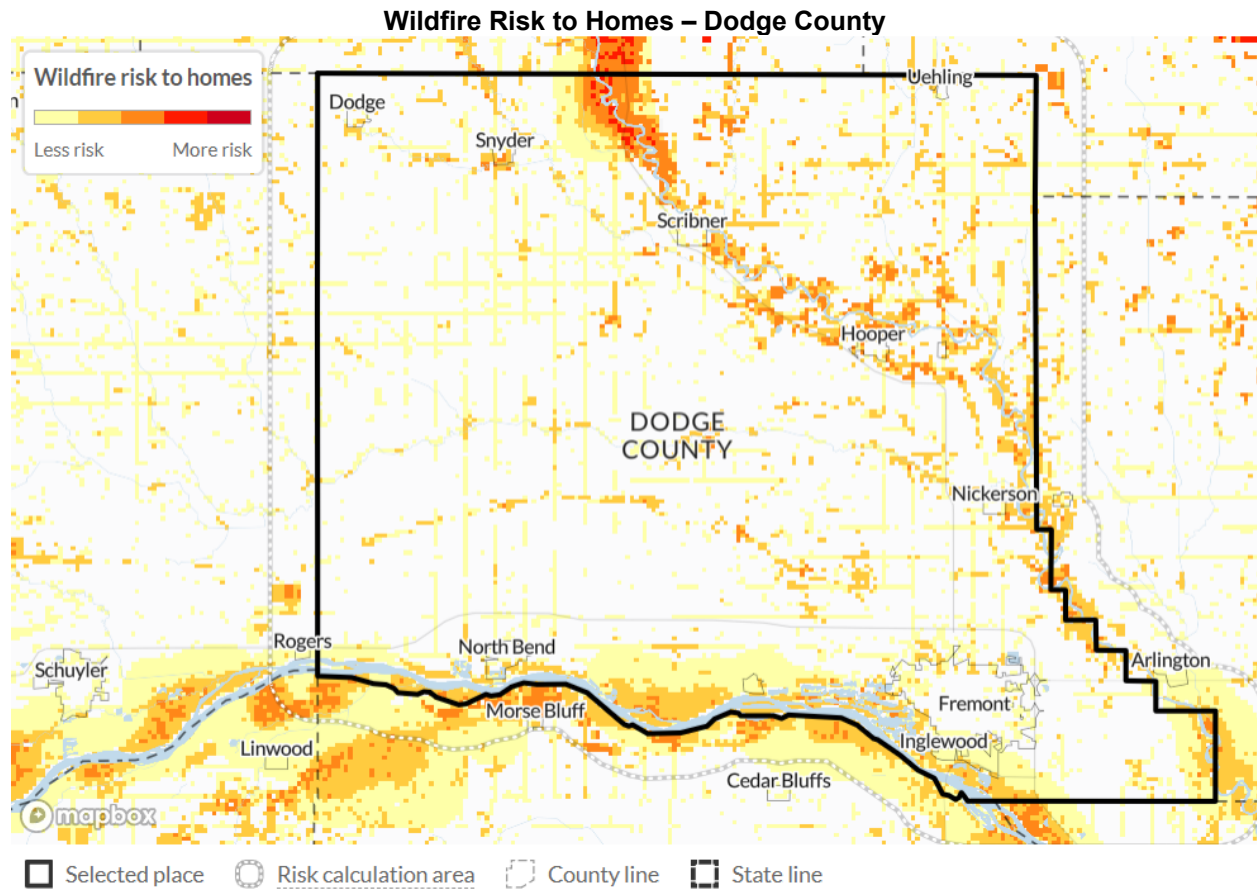 Wildfire Risk to Homes – Dodge County
Wildfire risk to homes
Less risk More risk
n
Dodge
Uehling
Snyder
Scribner
Hooper
DODGE
COUNTY
Nickerson
Rogers
North Bend
Schuyler
Arlington
Morse Bluff
Fremont
Linwood
Inglewood
Cedar Bluffs
mapbox
Selected place Risk calculation area County line State line